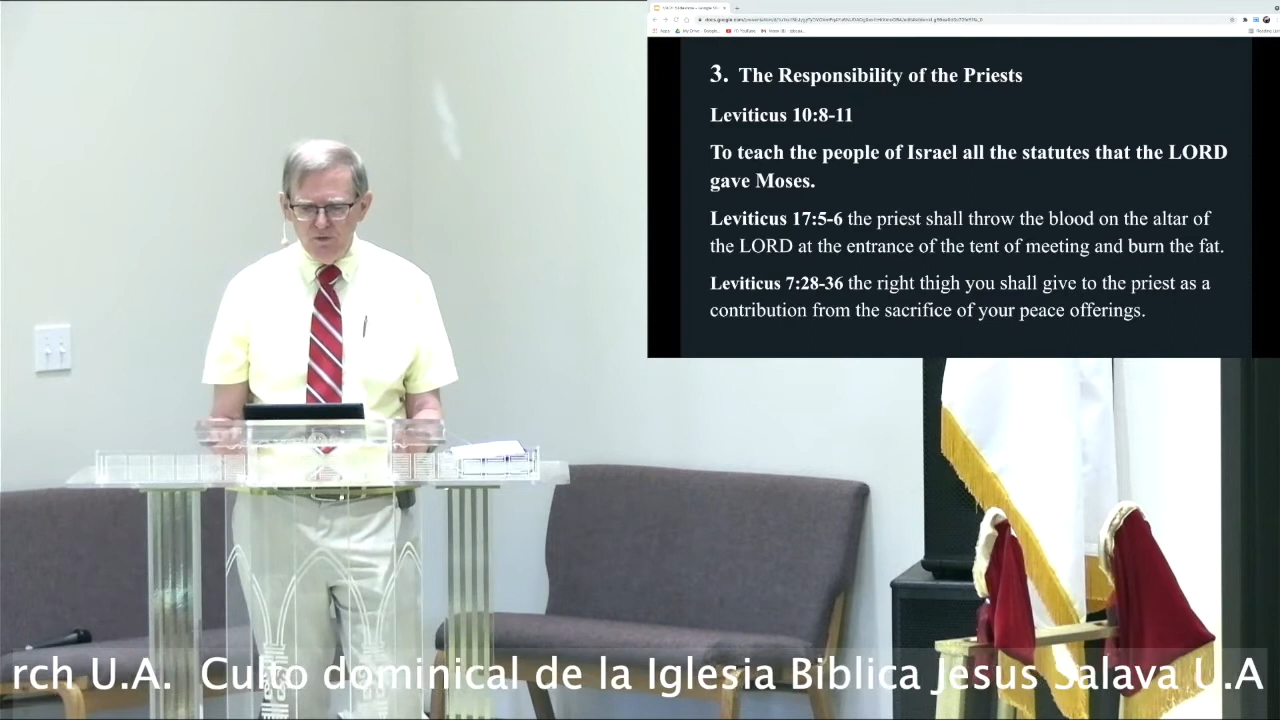 3. The Responsibility of the Priests
Leviticus 10:8-11
To teach the people of Israel all the statutes that the LORD
gave Moses.
Leviticus 17:5-6 the priest shall throw the blood on the altar of
the LORD at the entrance of the tent of meeting and burn the fat.
Leviticus 7:28-36 the right thigh you shall give to the priest as a
contribution from the sacrifice of your peace offerings.
rch U.A. Culto dominical de la Iglesia Biblica Jesus Salava U.A